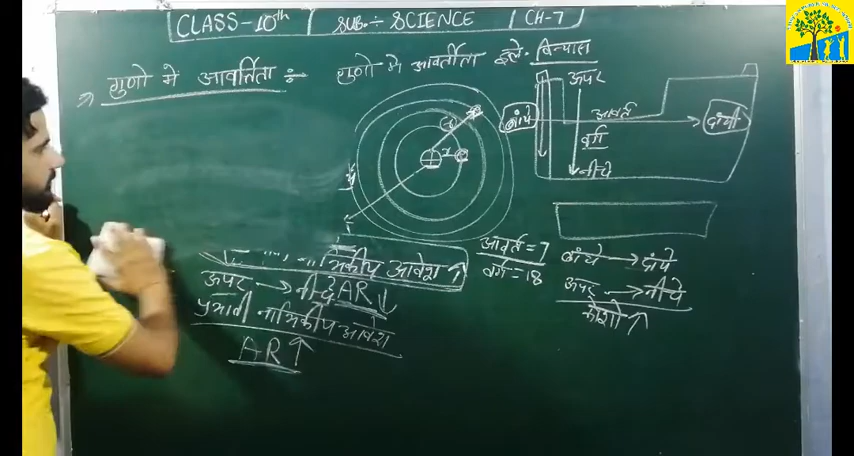 CLASS-10th SUB.÷ SCIENCE CH-7
गुणो मे आवर्तिता
गुणो मे आवर्तीता इले. विन्यास
ऊपर
बांये आवर्त दांयी
वर्ग
नीचे
आवर्त = 7
वर्ग = 18
बांये → दांये
ऊपर → नीचे
कोशो ↑
नाभिकीय आवेश ↑
ऊपर → नीचे AR ↓
प्रभावी नाभिकीय आवेश
AR ↑